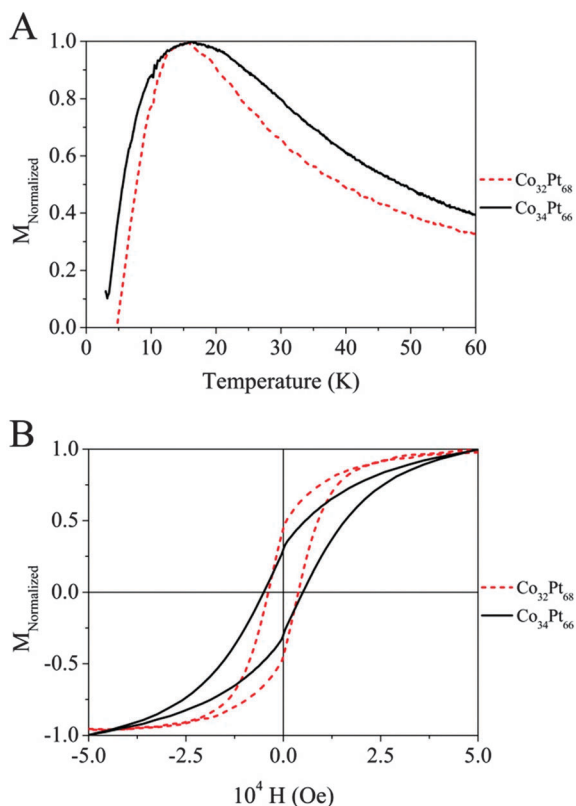 A
1.0
0.8
0.6
0.4
0.2
0.0
M_Normalized
0 10 20 30 40 50 60
Temperature (K)
Co32Pt68
Co34Pt66
B
1.0
0.5
0.0
-0.5
-1.0
M_Normalized
-5.0 -2.5 0.0 2.5 5.0
10^4 H (Oe)
Co32Pt68
Co34Pt66